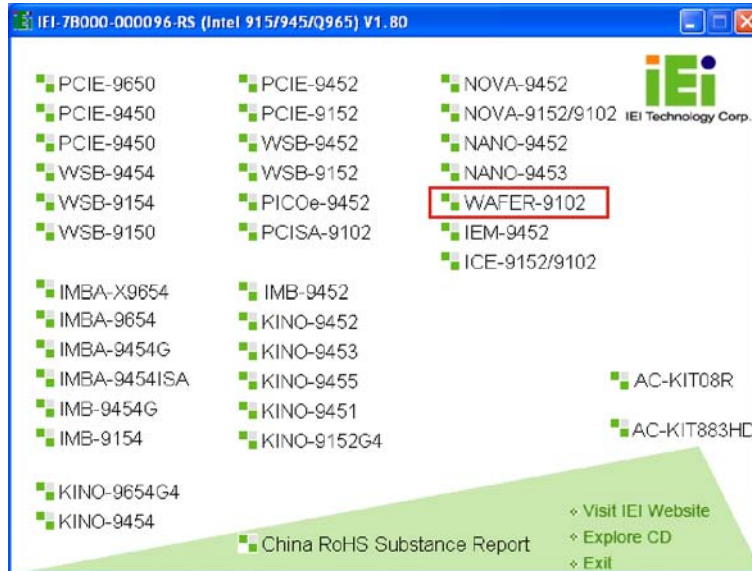 IEI-7B000-000096-RS (Intel 915/945/Q965) V1.80
iEi
IEI Technology Corp.
PCIE-9650
PCIE-9450
PCIE-9450
WSB-9454
WSB-9154
WSB-9150
PCIE-9452
PCIE-9152
WSB-9452
WSB-9152
PICOe-9452
PCISA-9102
NOVA-9452
NOVA-9152/9102
NANO-9452
NANO-9453
WAFER-9102
IEM-9452
ICE-9152/9102
IMBA-X9654
IMBA-9654
IMBA-9454G
IMBA-9454ISA
IMB-9454G
IMB-9154
IMB-9452
KINO-9452
KINO-9453
KINO-9455
KINO-9451
KINO-9152G4
AC-KIT08R
AC-KIT883HD
KINO-9654G4
KINO-9454
China RoHS Substance Report
Visit IEI Website
Explore CD
Exit